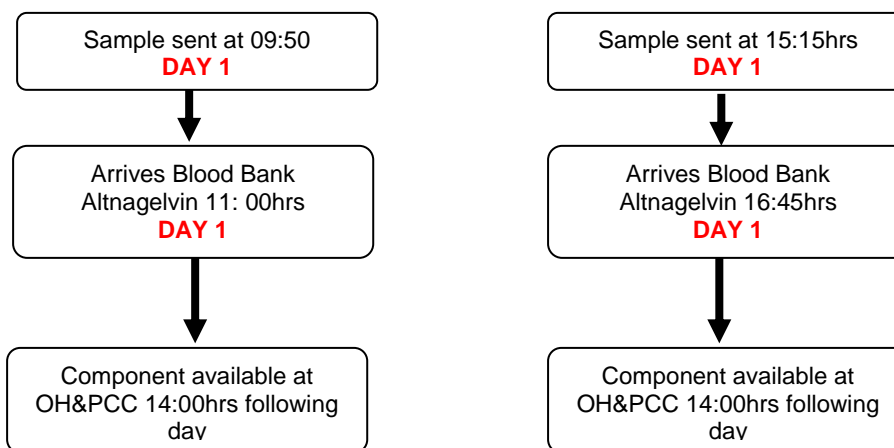 Sample sent at 09:50
DAY 1
Arrives Blood Bank
Altnagelvin 11: 00hrs
DAY 1
Component available at
OH&PCC 14:00hrs following
day
Sample sent at 15:15hrs
DAY 1
Arrives Blood Bank
Altnagelvin 16:45hrs
DAY 1
Component available at
OH&PCC 14:00hrs following
day